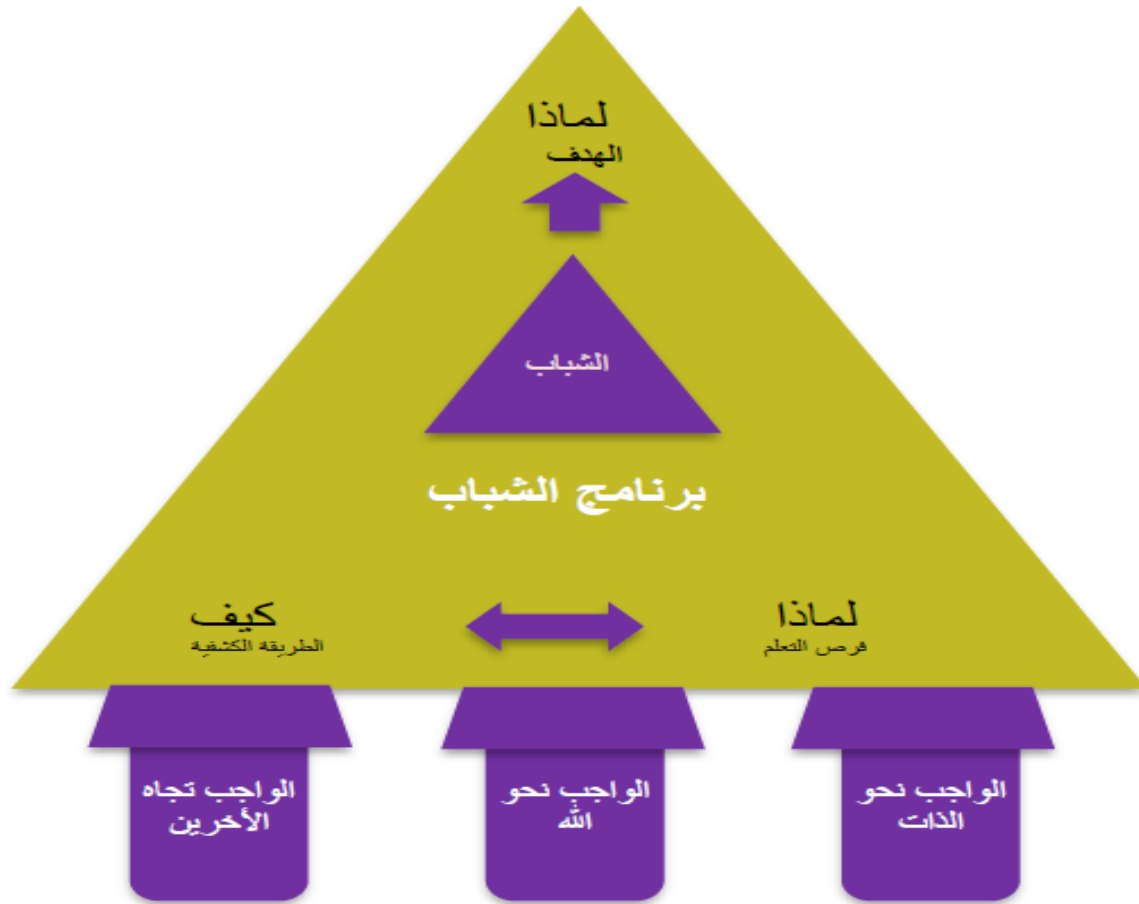 لماذا
الهدف
الشباب
برنامج الشباب
لماذا
فرص التعلم
كيف
الطريقة الكشفية
الواجب نحو
الذات
الواجب نحو
الله
الواجب تجاه
الأخرين